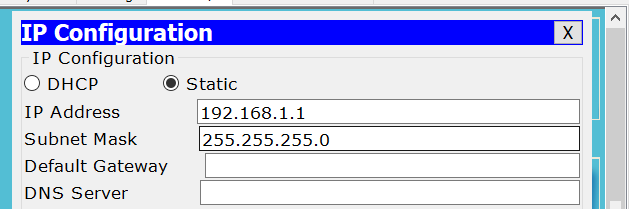 IP Configuration X
IP Configuration
DHCP Static
IP Address 192.168.1.1
Subnet Mask 255.255.255.0
Default Gateway
DNS Server